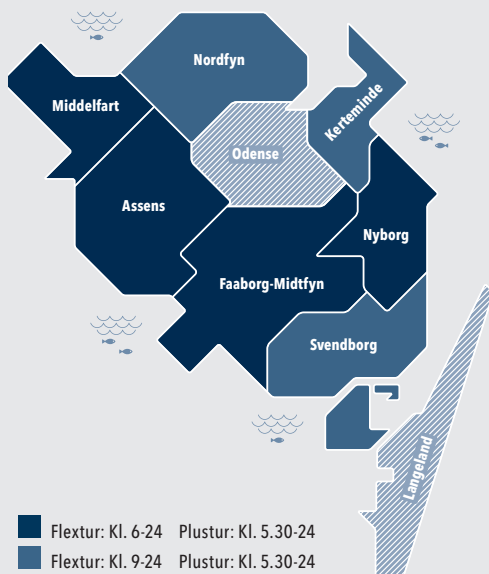 Nordfyn
Middelfart
Kerteminde
Odense
Assens
Nyborg
Faaborg-Midtfyn
Svendborg
Langeland
Flextur: Kl. 6-24 Plustur: Kl. 5.30-24
Flextur: Kl. 9-24 Plustur: Kl. 5.30-24